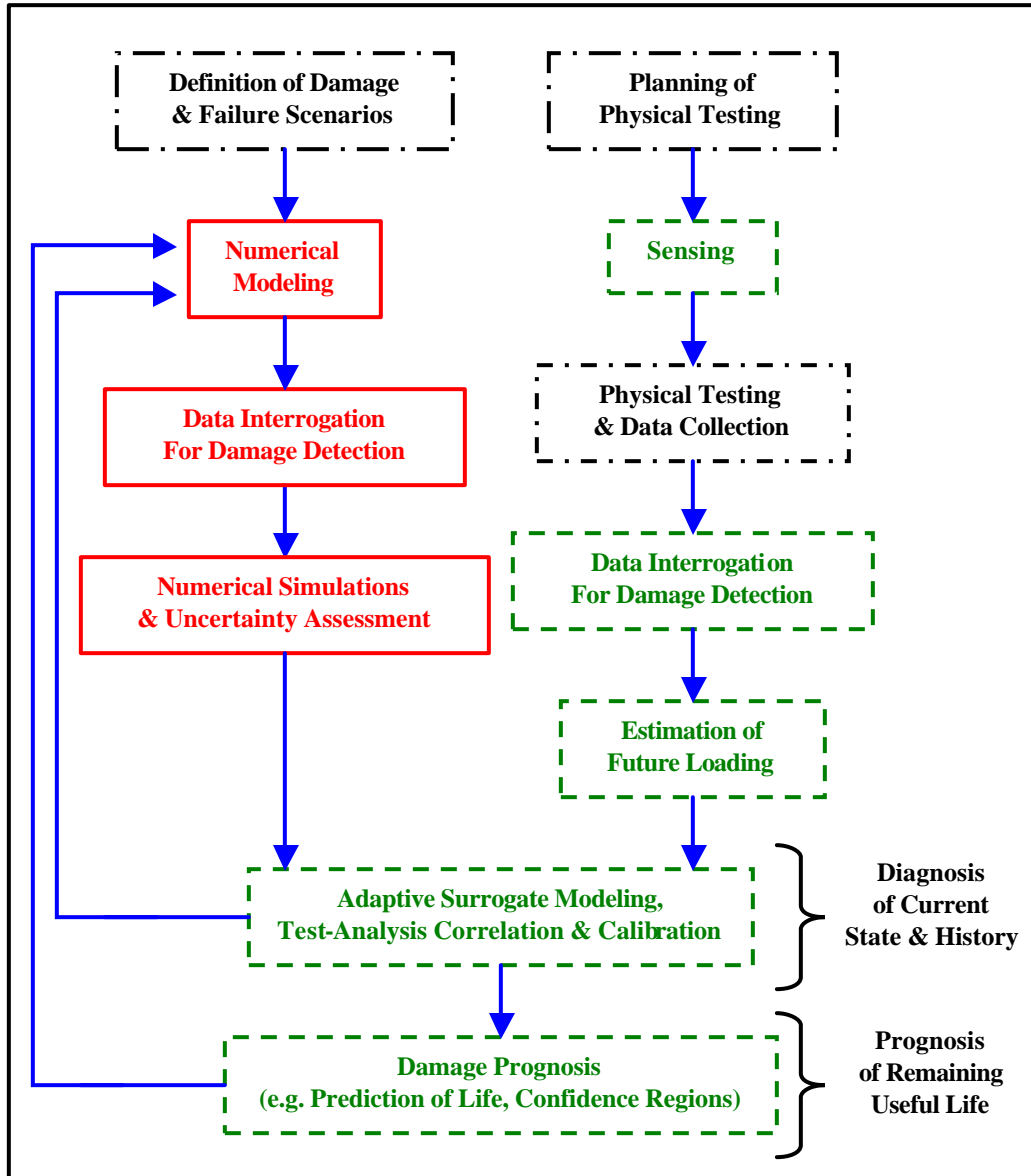 Definition of Damage
& Failure Scenarios
Planning of
Physical Testing
Numerical
Modeling
Sensing
Data Interrogation
For Damage Detection
Physical Testing
& Data Collection
Numerical Simulations
& Uncertainty Assessment
Data Interrogation
For Damage Detection
Estimation of
Future Loading
Adaptive Surrogate Modeling,
Test-Analysis Correlation & Calibration
Diagnosis
of Current
State & History
Damage Prognosis
(e.g. Prediction of Life, Confidence Regions)
Prognosis
of Remaining
Useful Life